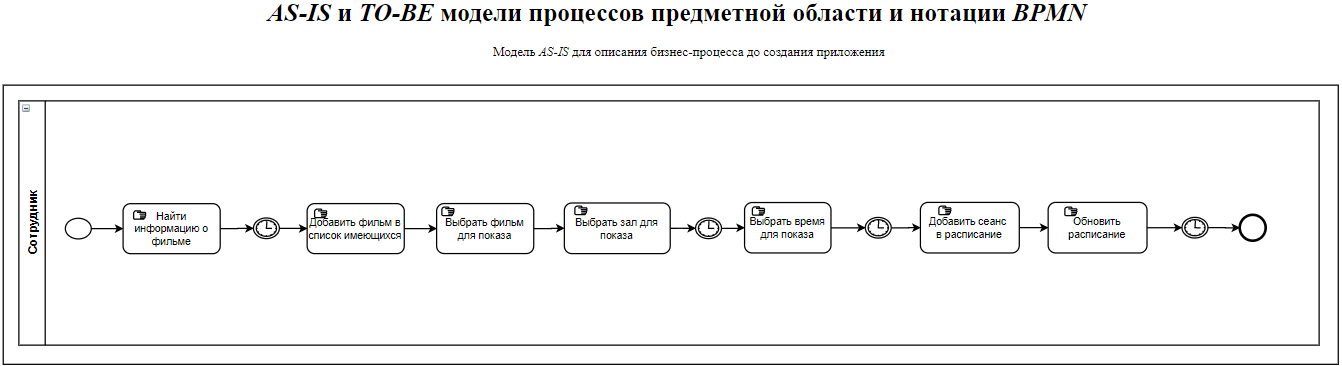 AS-IS и TO-BE модели процессов предметной области и нотации BPMN
Модель AS-IS для описания бизнес-процесса до создания приложения
Сотрудник
Найти
информацию о
фильме
Добавить фильм в
список имеющихся
Выбрать фильм
для показа
Выбрать зал для
показа
Выбрать время
для показа
Добавить сеанс
в расписание
Обновить
расписание